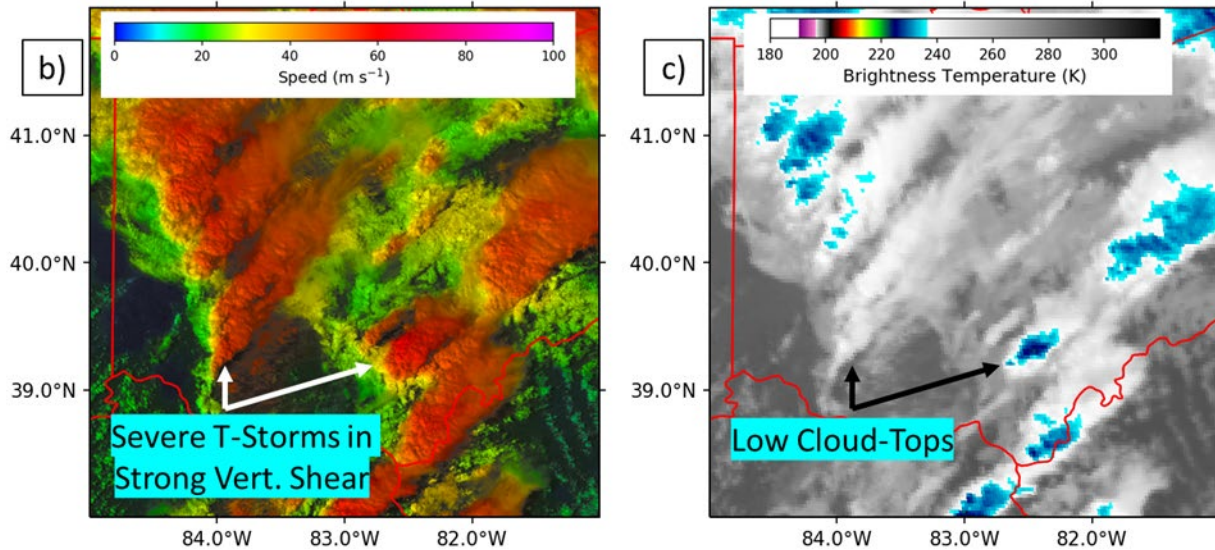 b)
0 20 40 60 80 100
Speed (m s⁻¹)
41.0°N
40.0°N
39.0°N
Severe T-Storms in
Strong Vert. Shear
84.0°W 83.0°W 82.0°W
c)
180 200 220 240 260 280 300
Brightness Temperature (K)
41.0°N
40.0°N
39.0°N
Low Cloud-Tops
84.0°W 83.0°W 82.0°W